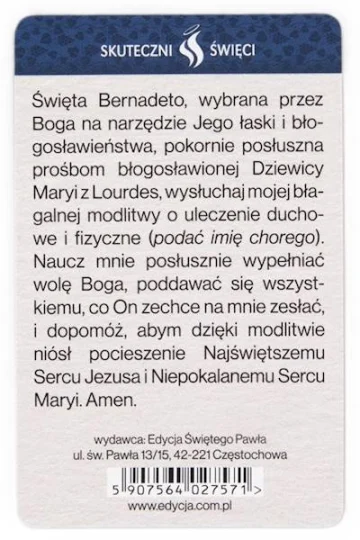 SKUTECZNI ŚWIĘCI
Święta Bernadeto, wybrana przez
Boga na narzędzie Jego łaski i bło-
gosławieństwa, pokornie posłuszna
prośbom błogosławionej Dziewicy
Maryi z Lourdes, wysłuchaj mojej bła-
galnej modlitwy o uleczenie ducho-
we i fizyczne (podać imię chorego).
Naucz mnie posłusznie wypełniać
wolę Boga, poddawać się wszyst-
kiemu, co On zechce na mnie zesłać,
i dopomóż, abym dzięki modlitwie
niósł pocieszenie Najświętszemu
Sercu Jezusa i Niepokalanemu Sercu
Maryi. Amen.
wydawca: Edycja Świętego Pawła
ul. św. Pawła 13/15, 42-221 Częstochowa
5 907564 027571 >
www.edycja.com.pl